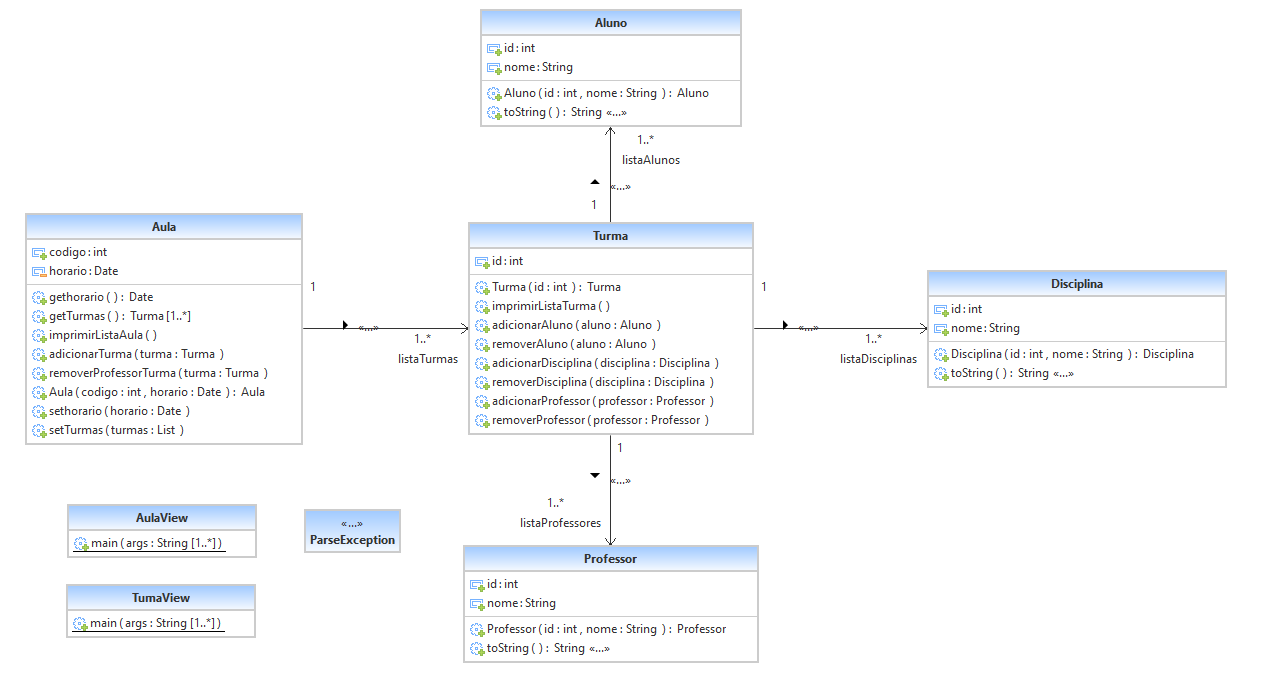 Aluno
id : int
nome : String
Aluno ( id : int , nome : String ) : Aluno
toString ( ) : String «...»
1..*
listaAlunos
«...»
1
Aula
codigo : int
horario : Date
gethorario ( ) : Date
getTurmas ( ) : Turma [1..*]
imprimirListaAula ( )
adicionarTurma ( turma : Turma )
removerProfessorTurma ( turma : Turma )
Aula ( codigo : int , horario : Date ) : Aula
sethorario ( horario : Date )
setTurmas ( turmas : List )
1
«...»
1..*
listaTurmas
Turma
id : int
Turma ( id : int ) : Turma
imprimirListaTurma ( )
adicionarAluno ( aluno : Aluno )
removerAluno ( aluno : Aluno )
adicionarDisciplina ( disciplina : Disciplina )
removerDisciplina ( disciplina : Disciplina )
adicionarProfessor ( professor : Professor )
removerProfessor ( professor : Professor )
1
«...»
1..*
listaDisciplinas
Disciplina
id : int
nome : String
Disciplina ( id : int , nome : String ) : Disciplina
toString ( ) : String «...»
1
«...»
1..*
listaProfessores
Professor
id : int
nome : String
Professor ( id : int , nome : String ) : Professor
toString ( ) : String «...»
AulaView
main ( args : String [1..*] )
«...»
ParseException
TumaView
main ( args : String [1..*] )